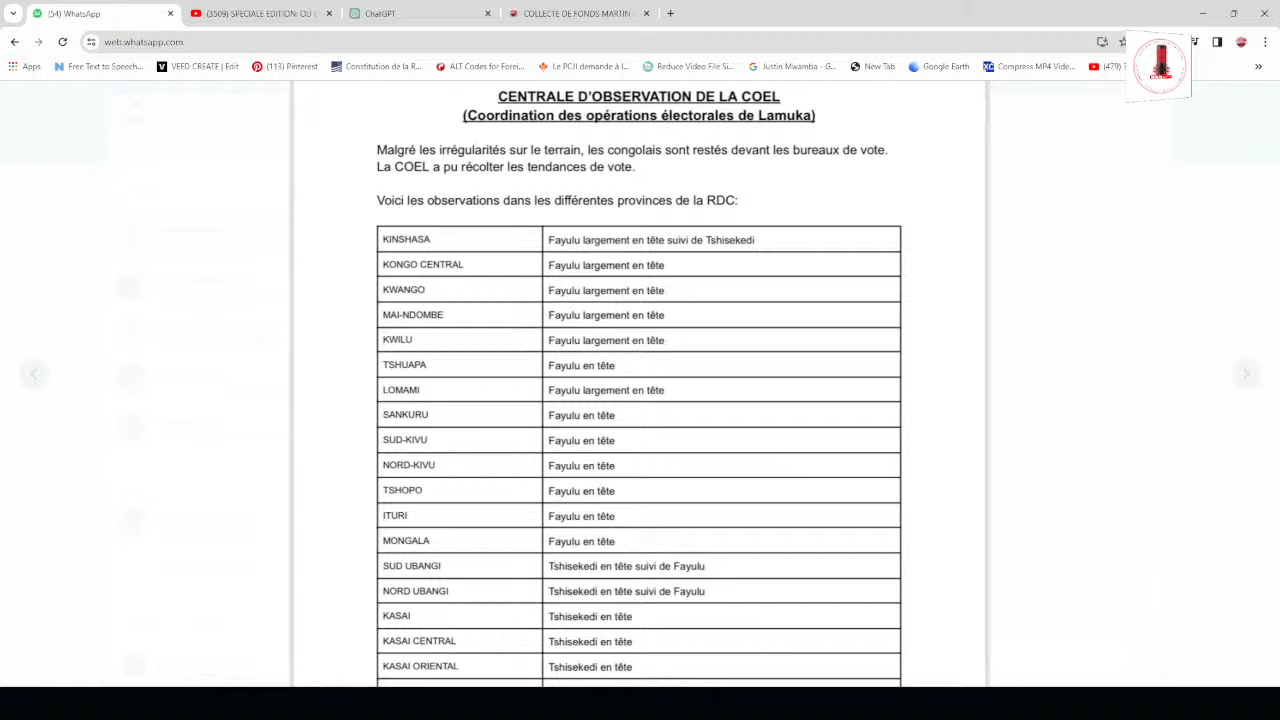 (54) WhatsApp
(3509) SPECIALE EDITION: OU L
ChatGPT
COLLECTE DE FONDS MARTIN
web.whatsapp.com
Apps
Free Text to Speech...
VEED CREATE | Edit
(113) Pinterest
Constitution de la R...
ALT Codes for Forei...
Le PCJI demande à l...
Reduce Video File Si...
Justin Mwamba - G...
New Tab
Google Earth
Compress MP4 Vide...
(479)
CENTRALE D'OBSERVATION DE LA COEL
(Coordination des opérations électorales de Lamuka)
Malgré les irrégularités sur le terrain, les congolais sont restés devant les bureaux de vote.
La COEL a pu récolter les tendances de vote.
Voici les observations dans les différentes provinces de la RDC:
KINSHASA Fayulu largement en tête suivi de Tshisekedi
KONGO CENTRAL Fayulu largement en tête
KWANGO Fayulu largement en tête
MAI-NDOMBE Fayulu largement en tête
KWILU Fayulu largement en tête
TSHUAPA Fayulu en tête
LOMAMI Fayulu largement en tête
SANKURU Fayulu en tête
SUD-KIVU Fayulu en tête
NORD-KIVU Fayulu en tête
TSHOPO Fayulu en tête
ITURI Fayulu en tête
MONGALA Fayulu en tête
SUD UBANGI Tshisekedi en tête suivi de Fayulu
NORD UBANGI Tshisekedi en tête suivi de Fayulu
KASAI Tshisekedi en tête
KASAI CENTRAL Tshisekedi en tête
KASAI ORIENTAL Tshisekedi en tête